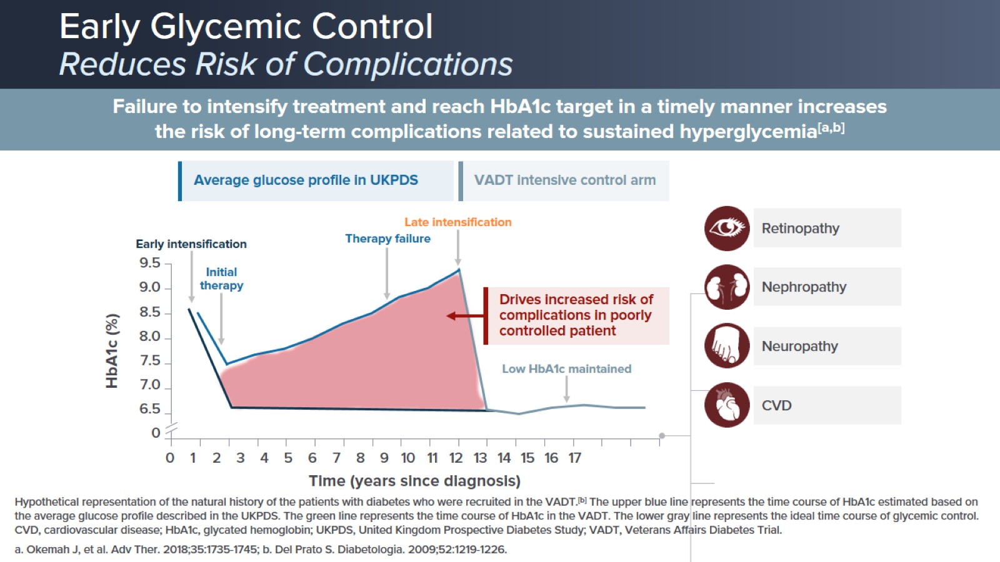 Early Glycemic Control
Reduces Risk of Complications
Failure to intensify treatment and reach HbA1c target in a timely manner increases
the risk of long-term complications related to sustained hyperglycemia[a,b]
Average glucose profile in UKPDS
VADT intensive control arm
Late intensification
Therapy failure
Early intensification
Initial
therapy
9.5
9.0
8.5
8.0
7.5
7.0
6.5
0
HbA1c (%)
Drives increased risk of
complications in poorly
controlled patient
Low HbA1c maintained
0 1 2 3 4 5 6 7 8 9 10 11 12 13 14 15 16 17
Time (years since diagnosis)
Retinopathy
Nephropathy
Neuropathy
CVD
Hypothetical representation of the natural history of the patients with diabetes who were recruited in the VADT.[b] The upper blue line represents the time course of HbA1c estimated based on
the average glucose profile described in the UKPDS. The green line represents the time course of HbA1c in the VADT. The lower gray line represents the ideal time course of glycemic control.
CVD, cardiovascular disease; HbA1c, glycated hemoglobin; UKPDS, United Kingdom Prospective Diabetes Study; VADT, Veterans Affairs Diabetes Trial.
a. Okemah J, et al. Adv Ther. 2018;35:1735-1745; b. Del Prato S. Diabetologia. 2009;52:1219-1226.